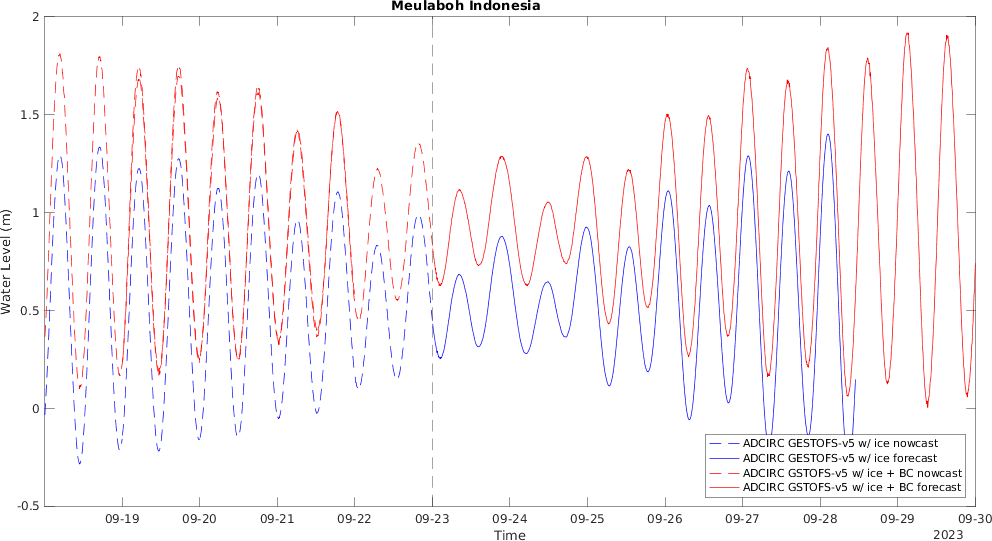 Meulaboh Indonesia
Water Level (m)
2
1.5
1
0.5
0
-0.5
ADCIRC GESTOFS-v5 w/ ice nowcast
ADCIRC GESTOFS-v5 w/ ice forecast
ADCIRC GSTOFS-v5 w/ ice + BC nowcast
ADCIRC GSTOFS-v5 w/ ice + BC forecast
09-19 09-20 09-21 09-22 09-23 09-24 09-25 09-26 09-27 09-28 09-29 09-30
Time
2023